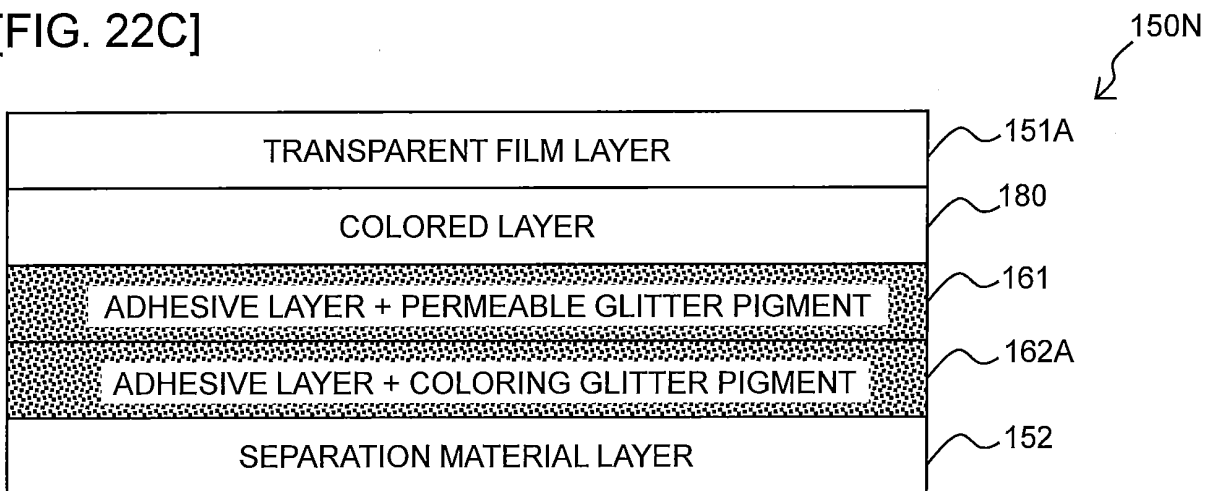 [FIG. 22C]
150N
TRANSPARENT FILM LAYER 151A
COLORED LAYER 180
ADHESIVE LAYER + PERMEABLE GLITTER PIGMENT 161
ADHESIVE LAYER + COLORING GLITTER PIGMENT 162A
SEPARATION MATERIAL LAYER 152